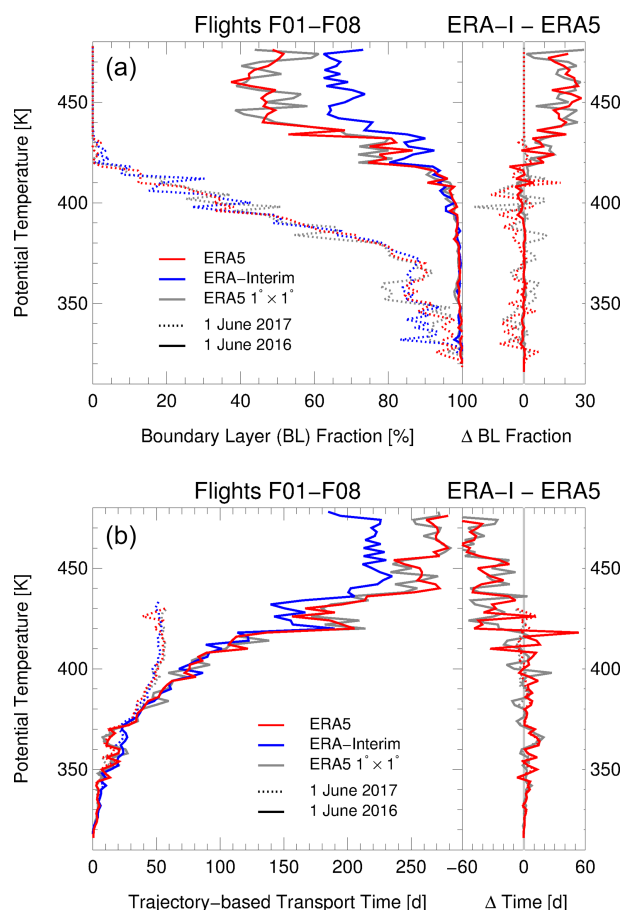 Flights F01−F08
ERA−I − ERA5
(a)
Potential Temperature [K]
450
400
350
450
400
350
ERA5
ERA−Interim
ERA5 1° × 1°
1 June 2017
1 June 2016
0
20
40
60
80
100
0
30
Boundary Layer (BL) Fraction [%]
Δ BL Fraction
Flights F01−F08
ERA−I − ERA5
(b)
Potential Temperature [K]
450
400
350
450
400
350
ERA5
ERA−Interim
ERA5 1° × 1°
1 June 2017
1 June 2016
0
50
100
150
200
250
−60
0
60
Trajectory−based Transport Time [d]
Δ Time [d]